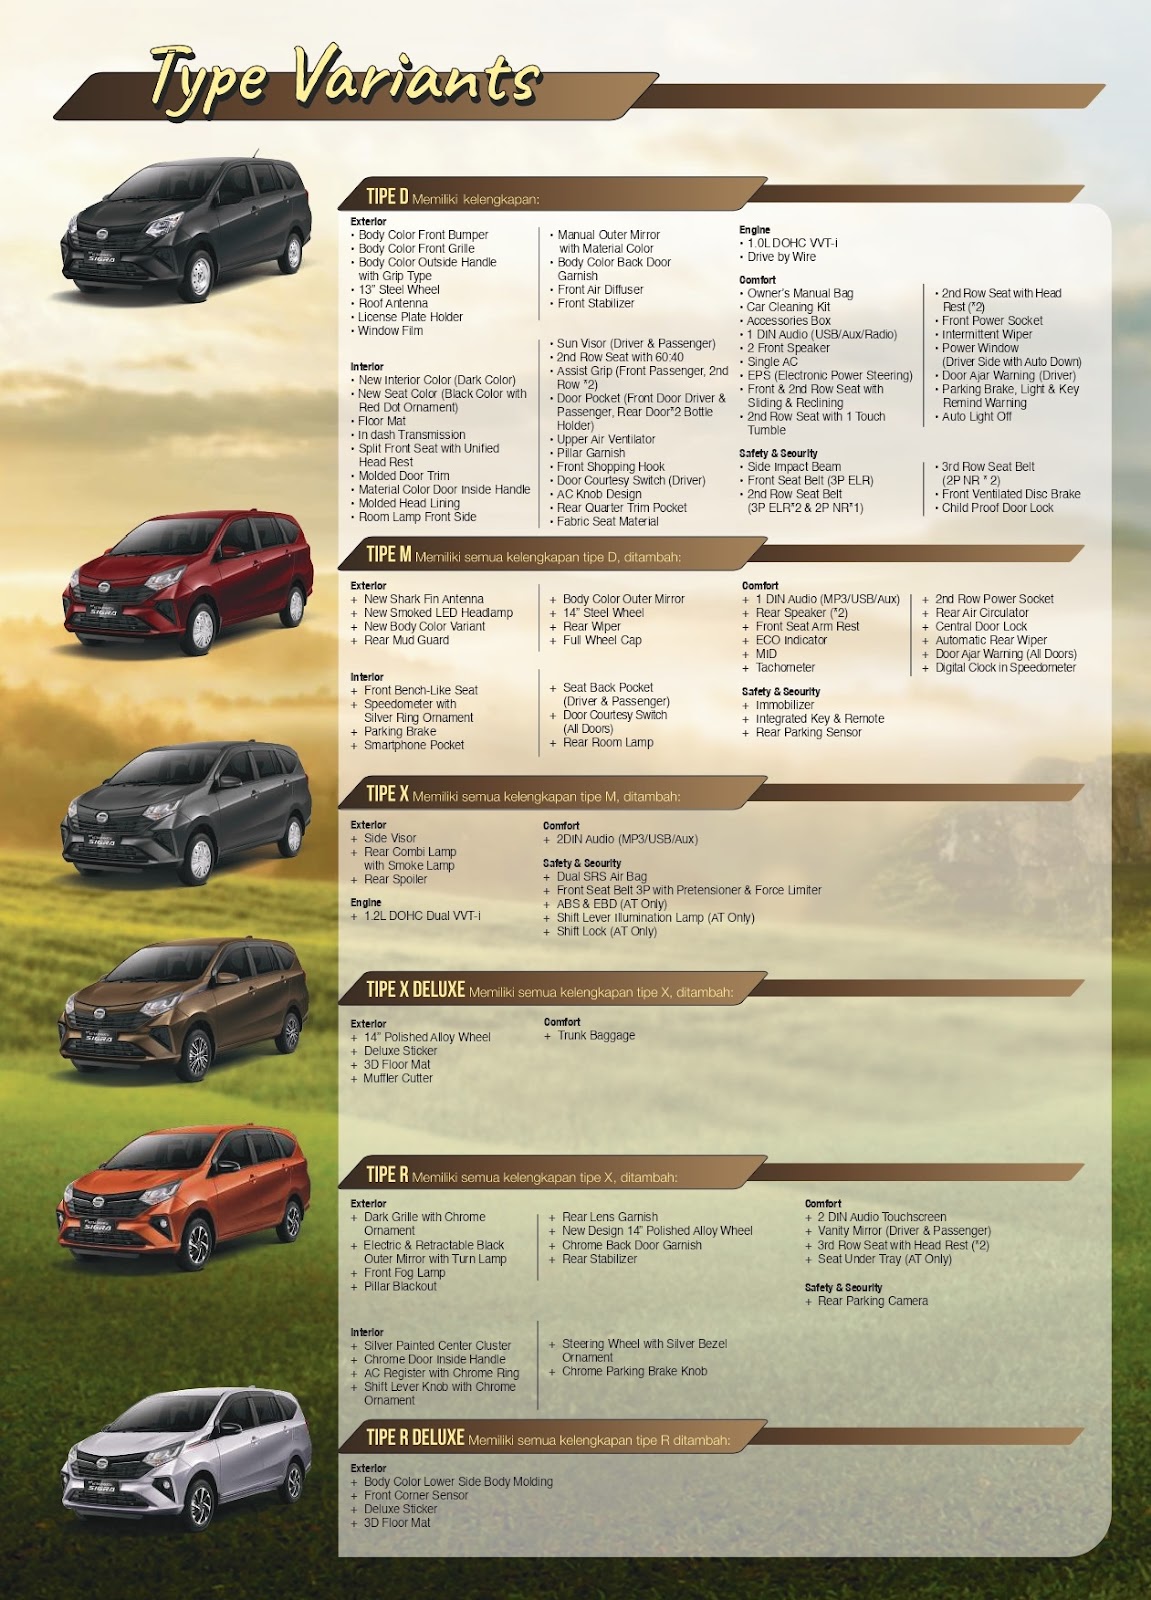 Type Variants
TIPE D Memiliki kelengkapan:
Exterior
• Body Color Front Bumper
• Body Color Front Grille
• Body Color Outside Handle
with Grip Type
• 13” Steel Wheel
• Roof Antenna
• License Plate Holder
• Window Film
• Manual Outer Mirror
with Material Color
• Body Color Back Door
Garnish
• Front Air Diffuser
• Front Stabilizer
Interior
• New Interior Color (Dark Color)
• New Seat Color (Black Color with
Red Dot Ornament)
• Floor Mat
• In dash Transmission
• Split Front Seat with Unified
Head Rest
• Molded Door Trim
• Material Color Door Inside Handle
• Molded Head Lining
• Room Lamp Front Side
• Sun Visor (Driver & Passenger)
• 2nd Row Seat with 60:40
• Assist Grip (Front Passenger, 2nd
Row *2)
• Door Pocket (Front Door Driver &
Passenger, Rear Door*2 Bottle
Holder)
• Upper Air Ventilator
• Pillar Garnish
• Front Shopping Hook
• Door Courtesy Switch (Driver)
• AC Knob Design
• Rear Quarter Trim Pocket
• Fabric Seat Material
Engine
• 1.0L DOHC VVT-i
• Drive by Wire
Comfort
• Owner's Manual Bag
• Car Cleaning Kit
• Accessories Box
• 1 DIN Audio (USB/Aux/Radio)
• 2 Front Speaker
• Single AC
• EPS (Electronic Power Steering)
• Front & 2nd Row Seat with
Sliding & Reclining
• 2nd Row Seat with 1 Touch
Tumble
• 2nd Row Seat with Head
Rest (*2)
• Front Power Socket
• Intermittent Wiper
• Power Window
(Driver Side with Auto Down)
• Door Ajar Warning (Driver)
• Parking Brake, Light & Key
Remind Warning
• Auto Light Off
Safety & Security
• Side Impact Beam
• Front Seat Belt (3P ELR)
• 2nd Row Seat Belt
(3P ELR*2 & 2P NR*1)
• 3rd Row Seat Belt
(2P NR * 2)
• Front Ventilated Disc Brake
• Child Proof Door Lock
TIPE M Memiliki semua kelengkapan tipe D, ditambah:
Exterior
+ New Shark Fin Antenna
+ New Smoked LED Headlamp
+ New Body Color Variant
+ Rear Mud Guard
+ Body Color Outer Mirror
+ 14” Steel Wheel
+ Rear Wiper
+ Full Wheel Cap
Interior
+ Front Bench-Like Seat
+ Speedometer with
Silver Ring Ornament
+ Parking Brake
+ Smartphone Pocket
+ Seat Back Pocket
(Driver & Passenger)
+ Door Courtesy Switch
(All Doors)
+ Rear Room Lamp
Comfort
+ 1 DIN Audio (MP3/USB/Aux)
+ Rear Speaker (*2)
+ Front Seat Arm Rest
+ ECO Indicator
+ MID
+ Tachometer
+ 2nd Row Power Socket
+ Rear Air Circulator
+ Central Door Lock
+ Automatic Rear Wiper
+ Door Ajar Warning (All Doors)
+ Digital Clock in Speedometer
Safety & Security
+ Immobilizer
+ Integrated Key & Remote
+ Rear Parking Sensor
TIPE X Memiliki semua kelengkapan tipe M, ditambah:
Exterior
+ Side Visor
+ Rear Combi Lamp
with Smoke Lamp
+ Rear Spoiler
Engine
+ 1.2L DOHC Dual VVT-i
Comfort
+ 2DIN Audio (MP3/USB/Aux)
Safety & Security
+ Dual SRS Air Bag
+ Front Seat Belt 3P with Pretensioner & Force Limiter
+ ABS & EBD (AT Only)
+ Shift Lever Illumination Lamp (AT Only)
+ Shift Lock (AT Only)
TIPE X DELUXE Memiliki semua kelengkapan tipe X, ditambah:
Exterior
+ 14” Polished Alloy Wheel
+ Deluxe Sticker
+ 3D Floor Mat
+ Muffler Cutter
Comfort
+ Trunk Baggage
TIPE R Memiliki semua kelengkapan tipe X, ditambah:
Exterior
+ Dark Grille with Chrome
Ornament
+ Electric & Retractable Black
Outer Mirror with Turn Lamp
+ Front Fog Lamp
+ Pillar Blackout
+ Rear Lens Garnish
+ New Design 14” Polished Alloy Wheel
+ Chrome Back Door Garnish
+ Rear Stabilizer
Comfort
+ 2 DIN Audio Touchscreen
+ Vanity Mirror (Driver & Passenger)
+ 3rd Row Seat with Head Rest (*2)
+ Seat Under Tray (AT Only)
Safety & Security
+ Rear Parking Camera
Interior
+ Silver Painted Center Cluster
+ Chrome Door Inside Handle
+ AC Register with Chrome Ring
+ Shift Lever Knob with Chrome
Ornament
+ Steering Wheel with Silver Bezel
Ornament
+ Chrome Parking Brake Knob
TIPE R DELUXE Memiliki semua kelengkapan tipe R ditambah:
Exterior
+ Body Color Lower Side Body Molding
+ Front Corner Sensor
+ Deluxe Sticker
+ 3D Floor Mat
SIGRA
SIGRA
SIGRA
SIGRA
SIGRA
SIGRA